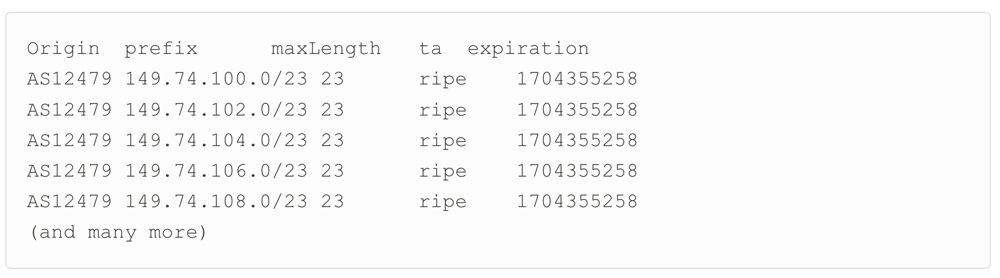 Origin  prefix      maxLength   ta  expiration
AS12479 149.74.100.0/23 23      ripe    1704355258
AS12479 149.74.102.0/23 23      ripe    1704355258
AS12479 149.74.104.0/23 23      ripe    1704355258
AS12479 149.74.106.0/23 23      ripe    1704355258
AS12479 149.74.108.0/23 23      ripe    1704355258
(and many more)